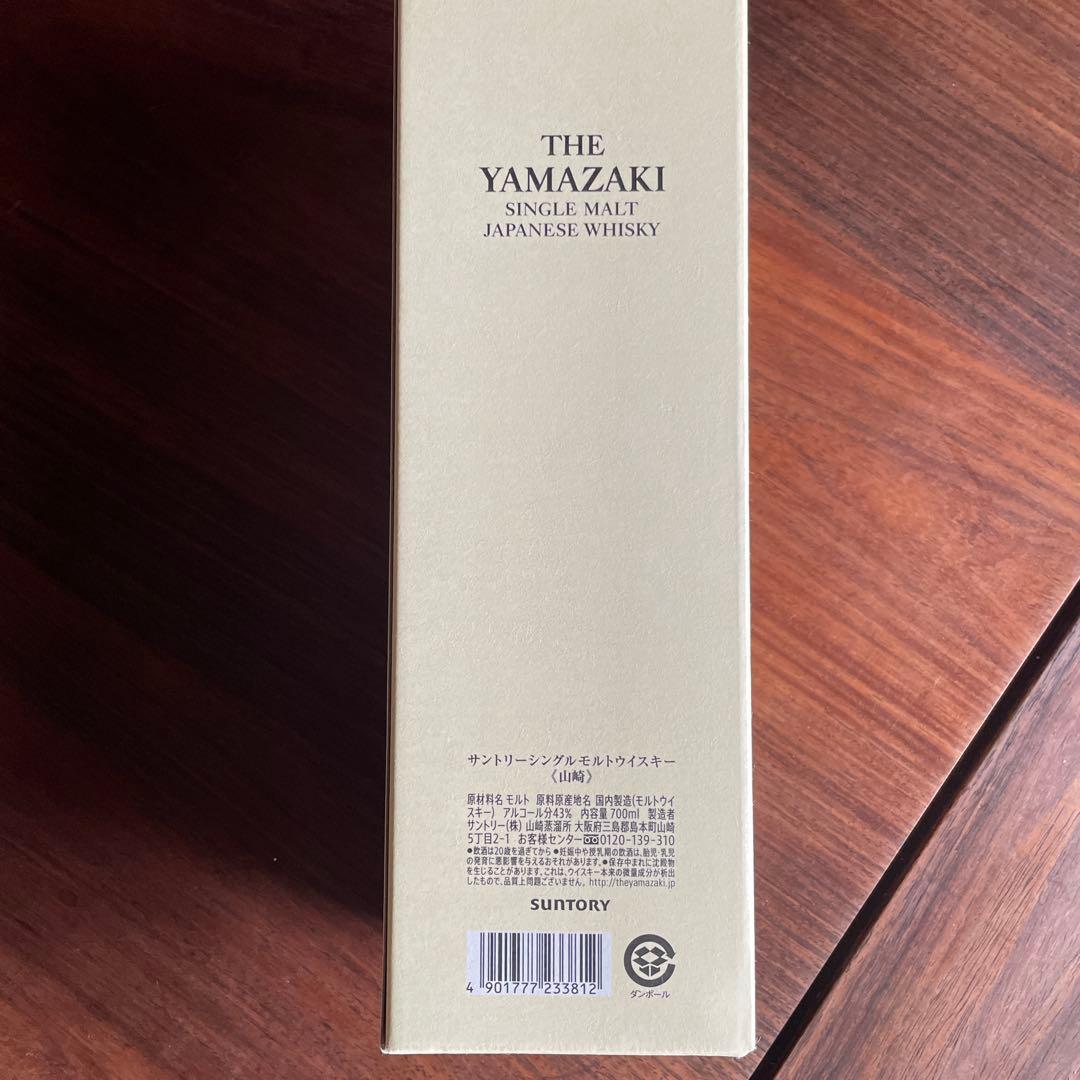 THE
YAMAZAKI
SINGLE MALT
JAPANESE WHISKY
サントリーシングルモルトウイスキー
《山崎》
原材料名 モルト 原料原産地名 国内製造(モルトウイ
スキー) アルコール分43% 内容量700ml 製造者
サントリー(株) 山崎蒸溜所 大阪府三島郡島本町山崎
5丁目2-1 お客様センター 0120-139-310
●飲酒は20歳を過ぎてから ●妊娠中や授乳期の飲酒は、胎児・乳児
の発育に悪影響を与えるおそれがあります。●保存中まれに沈殿物
を生じることがあります。これは、ウイスキー本来の微量成分が析出
したもので、品質上問題ございません。http://theyamazaki.jp
SUNTORY
4 901777 233812
ダンボール